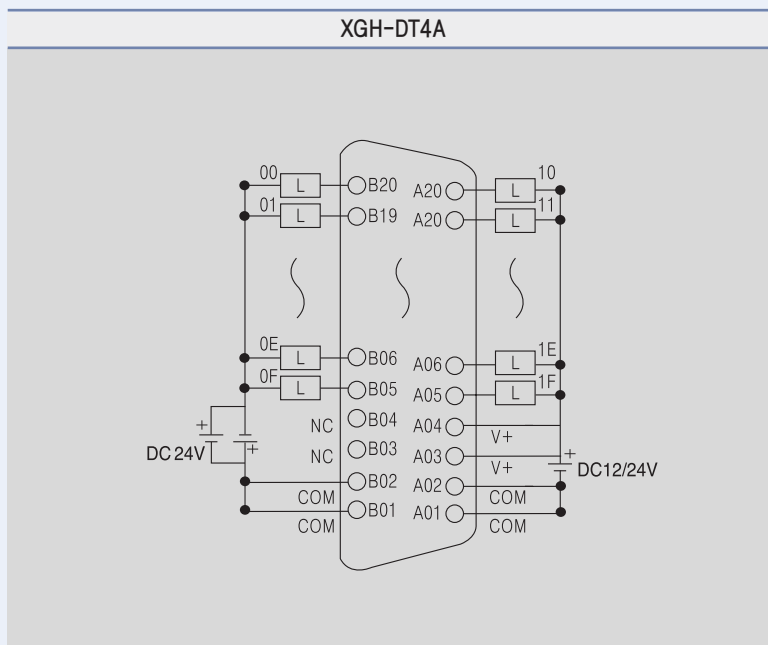 XGH-DT4A
00 L B20 A20 L 10
01 L B19 A20 L 11
0E L B06 A06 L 1E
0F L B05 A05 L 1F
NC B04 A04 V+
+ DC 24V + NC B03 A03 V+ + DC12/24V
COM B02 A02 COM
COM B01 A01 COM